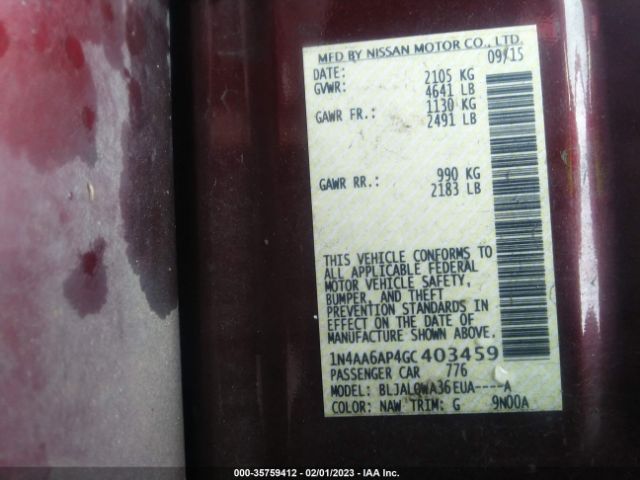 MFD BY NISSAN MOTOR CO., LTD.
DATE: 09/15
GVWR: 2105 KG
4641 LB
GAWR FR.: 1130 KG
2491 LB
GAWR RR.: 990 KG
2183 LB
THIS VEHICLE CONFORMS TO
ALL APPLICABLE FEDERAL
MOTOR VEHICLE SAFETY,
BUMPER, AND THEFT
PREVENTION STANDARDS IN
EFFECT ON THE DATE OF
MANUFACTURE SHOWN ABOVE.
1N4AA6AP4GC403459
PASSENGER CAR 776
MODEL: BLJALQWA36EUA----A
COLOR: NAW TRIM: G 9N00A
000-35759412 - 02/01/2023 - IAA Inc.